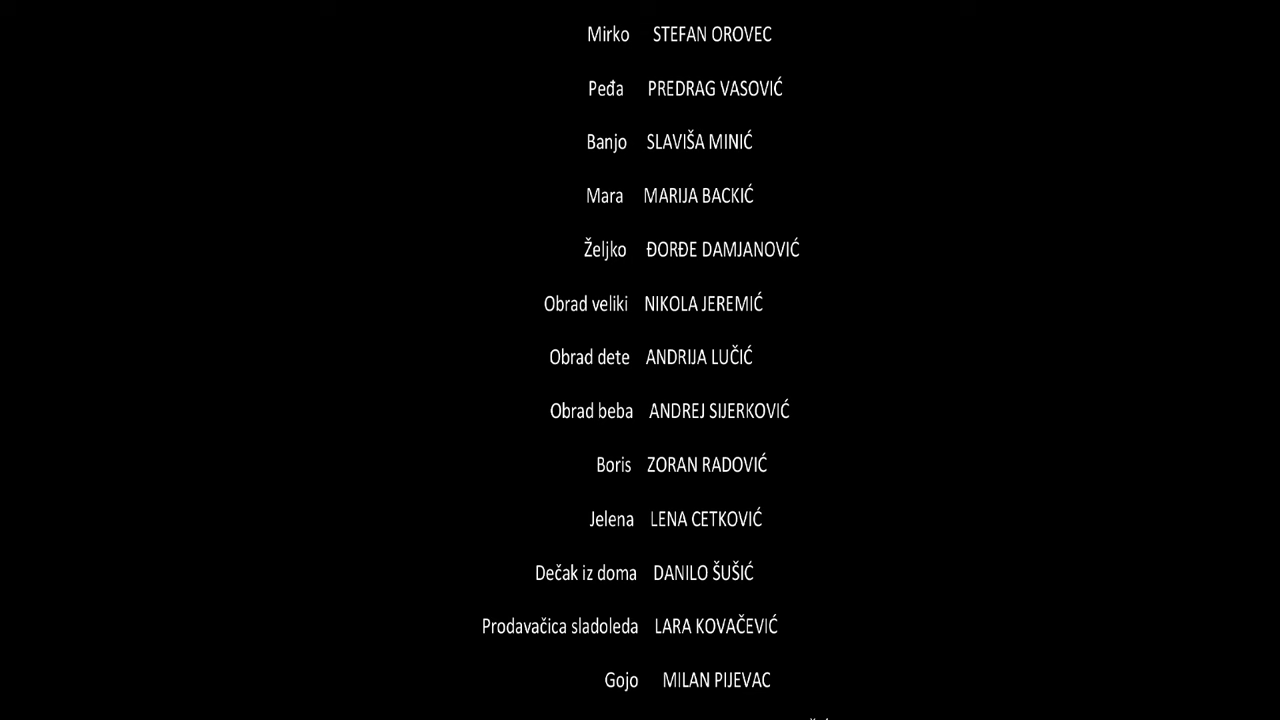 Mirko STEFAN OROVEC
Peđa PREDRAG VASOVIĆ
Banjo SLAVIŠA MINIĆ
Mara MARIJA BACKIĆ
Željko ĐORĐE DAMJANOVIĆ
Obrad veliki NIKOLA JEREMIĆ
Obrad dete ANDRIJA LUČIĆ
Obrad beba ANDREJ SIJERKOVIĆ
Boris ZORAN RADOVIĆ
Jelena LENA CETKOVIĆ
Dečak iz doma DANILO ŠUŠIĆ
Prodavačica sladoleda LARA KOVAČEVIĆ
Gojo MILAN PIJEVAC